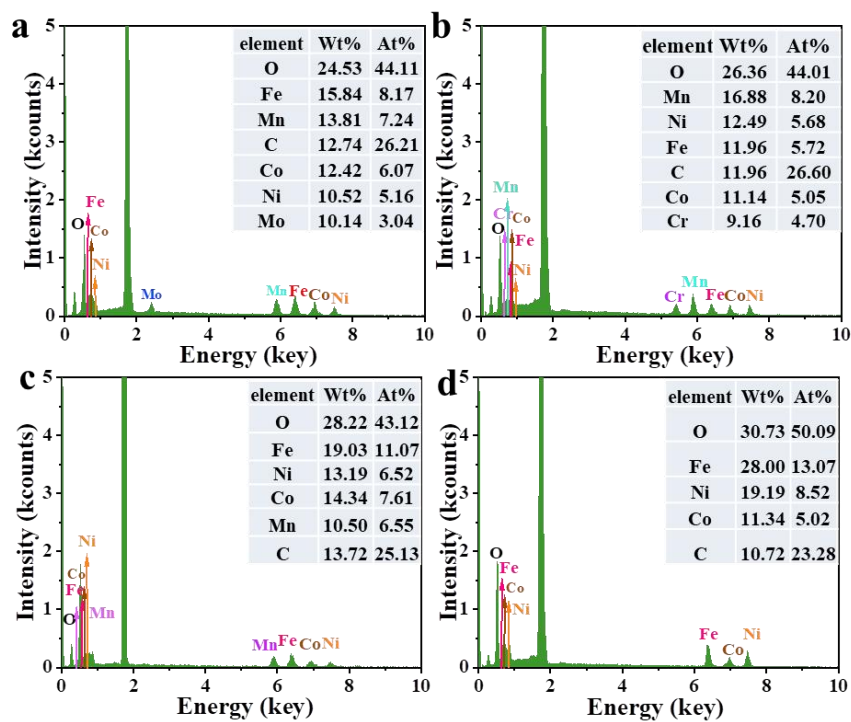 a
element Wt% At%
O 24.53 44.11
Fe 15.84 8.17
Mn 13.81 7.24
C 12.74 26.21
Co 12.42 6.07
Ni 10.52 5.16
Mo 10.14 3.04
Intensity (kcounts)
5
4
3
2
1
0
O
Fe
Co
Ni
Mo
Mn
Fe
Co
Ni
0 2 4 6 8 10
Energy (key)
b
element Wt% At%
O 26.36 44.01
Mn 16.88 8.20
Ni 12.49 5.68
Fe 11.96 5.72
C 11.96 26.60
Co 11.14 5.05
Cr 9.16 4.70
Intensity (kcounts)
5
4
3
2
1
0
Mn
Cr
Co
O
Fe
Ni
Cr
Mn
Fe
Co
Ni
0 2 4 6 8 10
Energy (key)
c
element Wt% At%
O 28.22 43.12
Fe 19.03 11.07
Ni 13.19 6.52
Co 14.34 7.61
Mn 10.50 6.55
C 13.72 25.13
Intensity (kcounts)
5
4
3
2
1
0
Ni
Co
Fe
Mn
O
Mn
Fe
Co
Ni
0 2 4 6 8 10
Energy (key)
d
element Wt% At%
O 30.73 50.09
Fe 28.00 13.07
Ni 19.19 8.52
Co 11.34 5.02
C 10.72 23.28
Intensity (kcounts)
5
4
3
2
1
0
O
Fe
Co
Ni
Fe
Co
Ni
0 2 4 6 8 10
Energy (key)